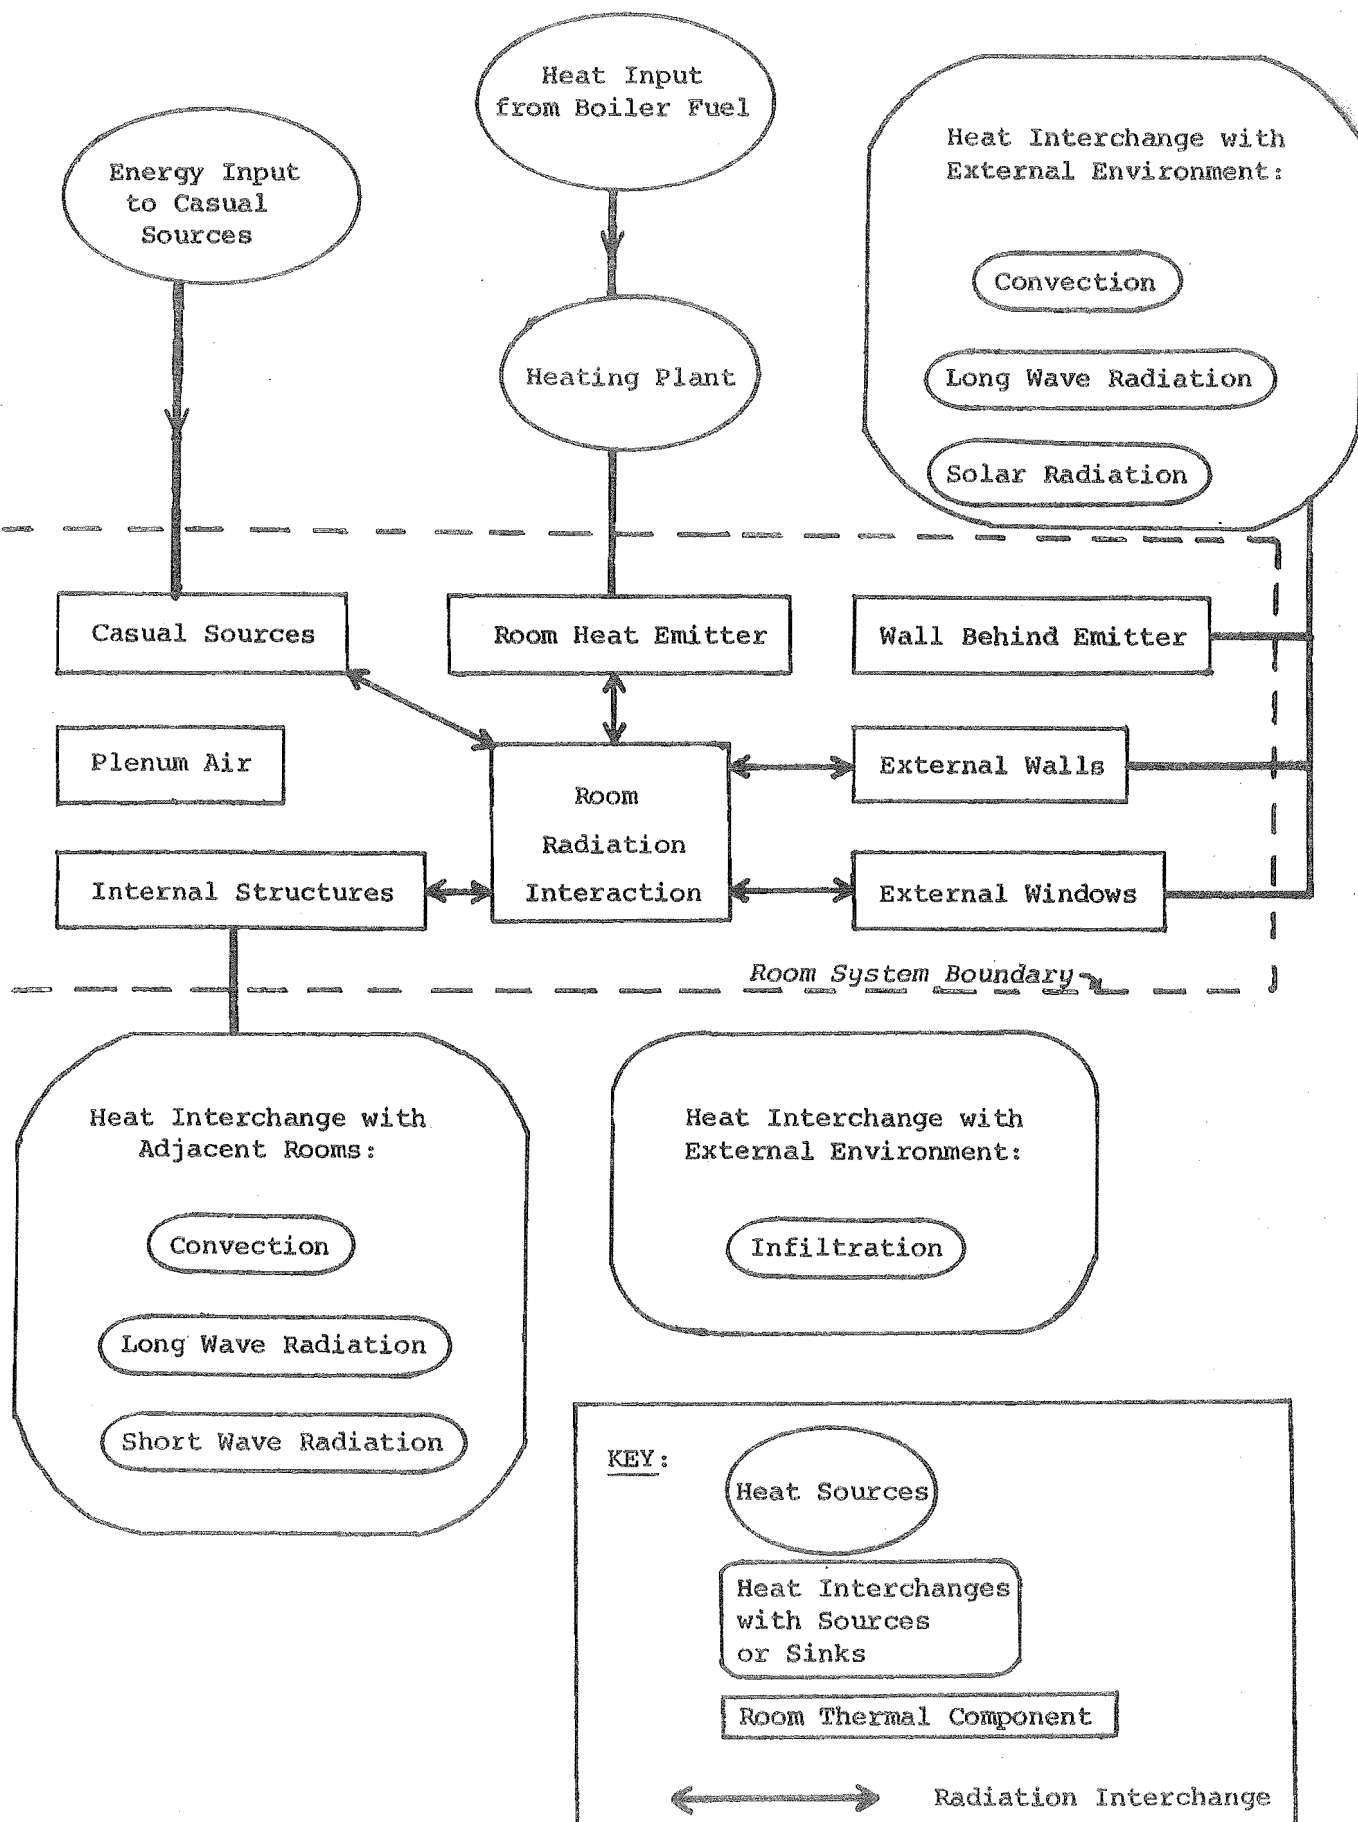 Heat Input
from Boiler Fuel
Energy Input
to Casual
Sources
Heating Plant
Heat Interchange with
External Environment:
Convection
Long Wave Radiation
Solar Radiation
Casual Sources
Room Heat Emitter
Wall Behind Emitter
Plenum Air
Room
Radiation
Interaction
External Walls
Internal Structures
External Windows
Room System Boundary
Heat Interchange with
Adjacent Rooms:
Convection
Long Wave Radiation
Short Wave Radiation
Heat Interchange with
External Environment:
Infiltration
KEY:
Heat Sources
Heat Interchanges
with Sources
or Sinks
Room Thermal Component
Radiation Interchange